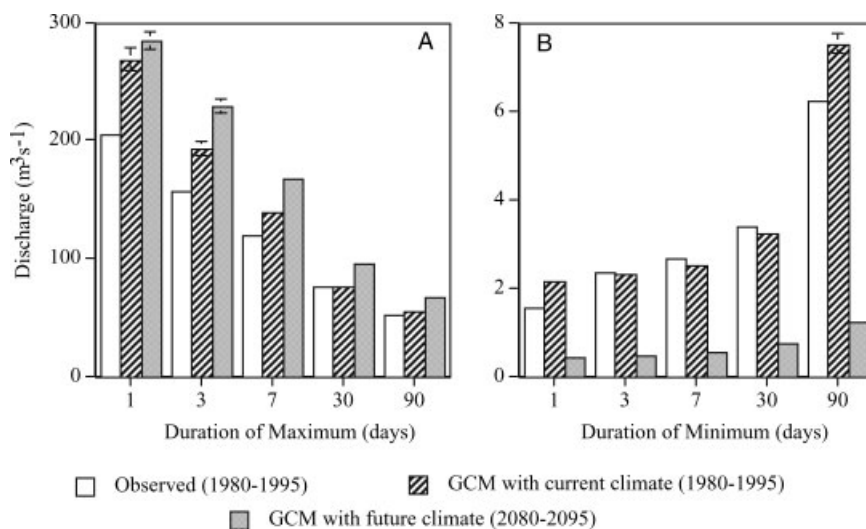 300
200
100
0
Discharge (m³s⁻¹)
A
1 3 7 30 90
Duration of Maximum (days)
8
6
4
2
0
B
1 3 7 30 90
Duration of Minimum (days)
Observed (1980-1995)
GCM with current climate (1980-1995)
GCM with future climate (2080-2095)